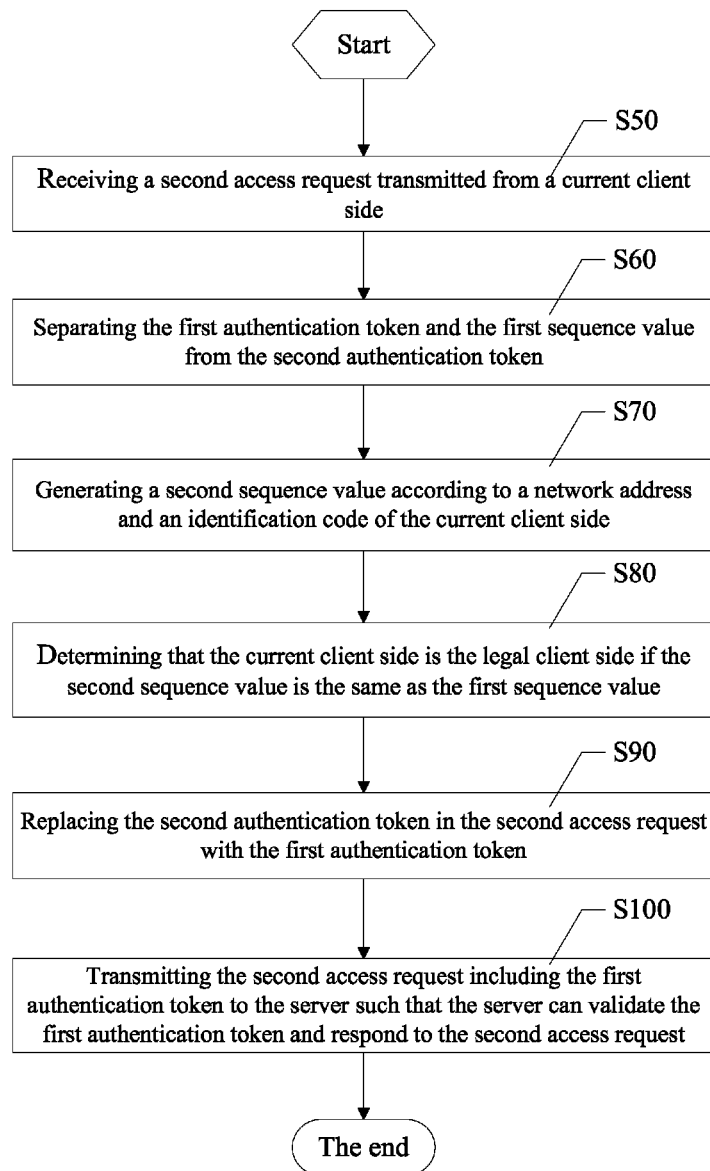 Start
S50
Receiving a second access request transmitted from a current client
side
S60
Separating the first authentication token and the first sequence value
from the second authentication token
S70
Generating a second sequence value according to a network address
and an identification code of the current client side
S80
Determining that the current client side is the legal client side if the
second sequence value is the same as the first sequence value
S90
Replacing the second authentication token in the second access request
with the first authentication token
S100
Transmitting the second access request including the first
authentication token to the server such that the server can validate the
first authentication token and respond to the second access request
The end